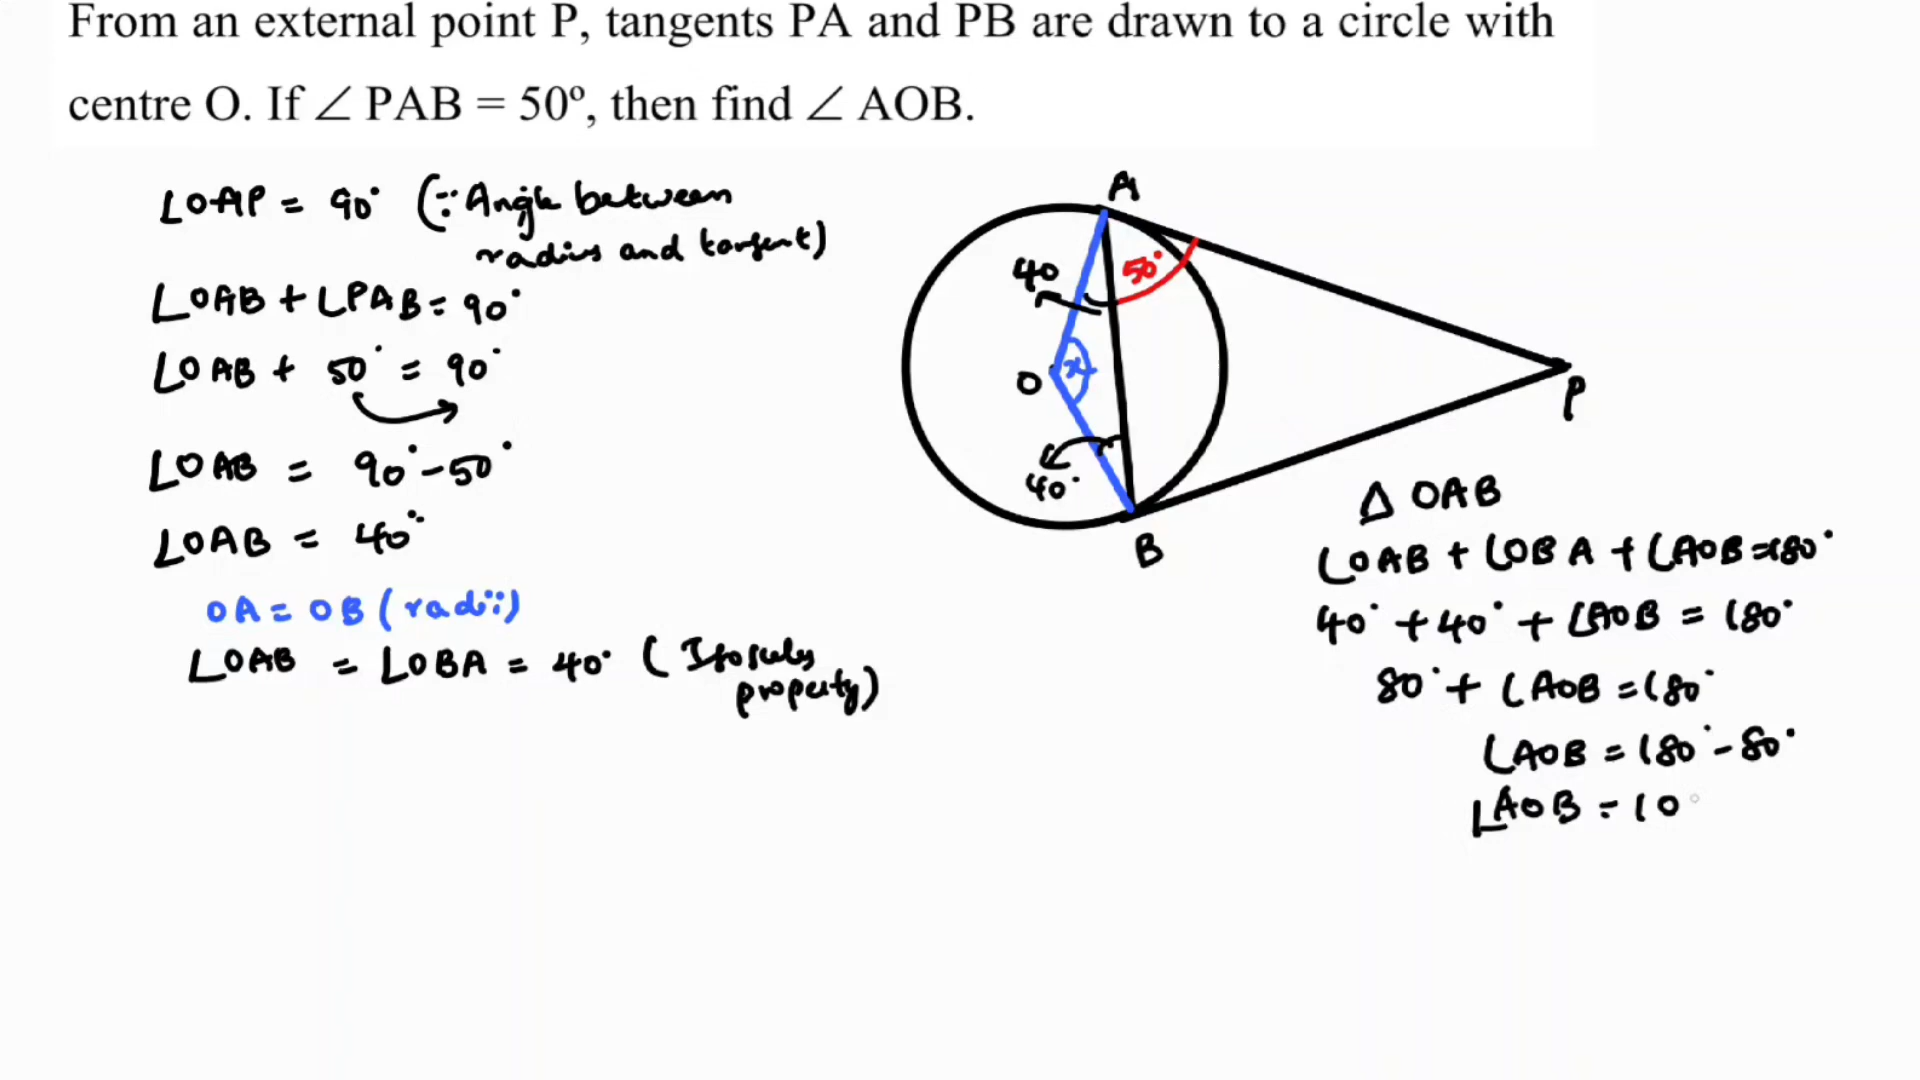 From an external point P, tangents PA and PB are drawn to a circle with
centre O. If ∠ PAB = 50º, then find ∠ AOB.
∠OAP = 90° (∵ Angle between
radius and tangent)
∠OAB + ∠PAB = 90°
∠OAB + 50° = 90°
∠OAB = 90° - 50°
∠OAB = 40°
OA = OB (radii)
∠OAB = ∠OBA = 40° (Isosceles
property)
A
50°
40
O
x
P
40°
B
Δ OAB
∠OAB + ∠OBA + ∠AOB = 180°
40° + 40° + ∠AOB = 180°
80° + ∠AOB = 180°
∠AOB = 180° - 80°
∠AOB = 10